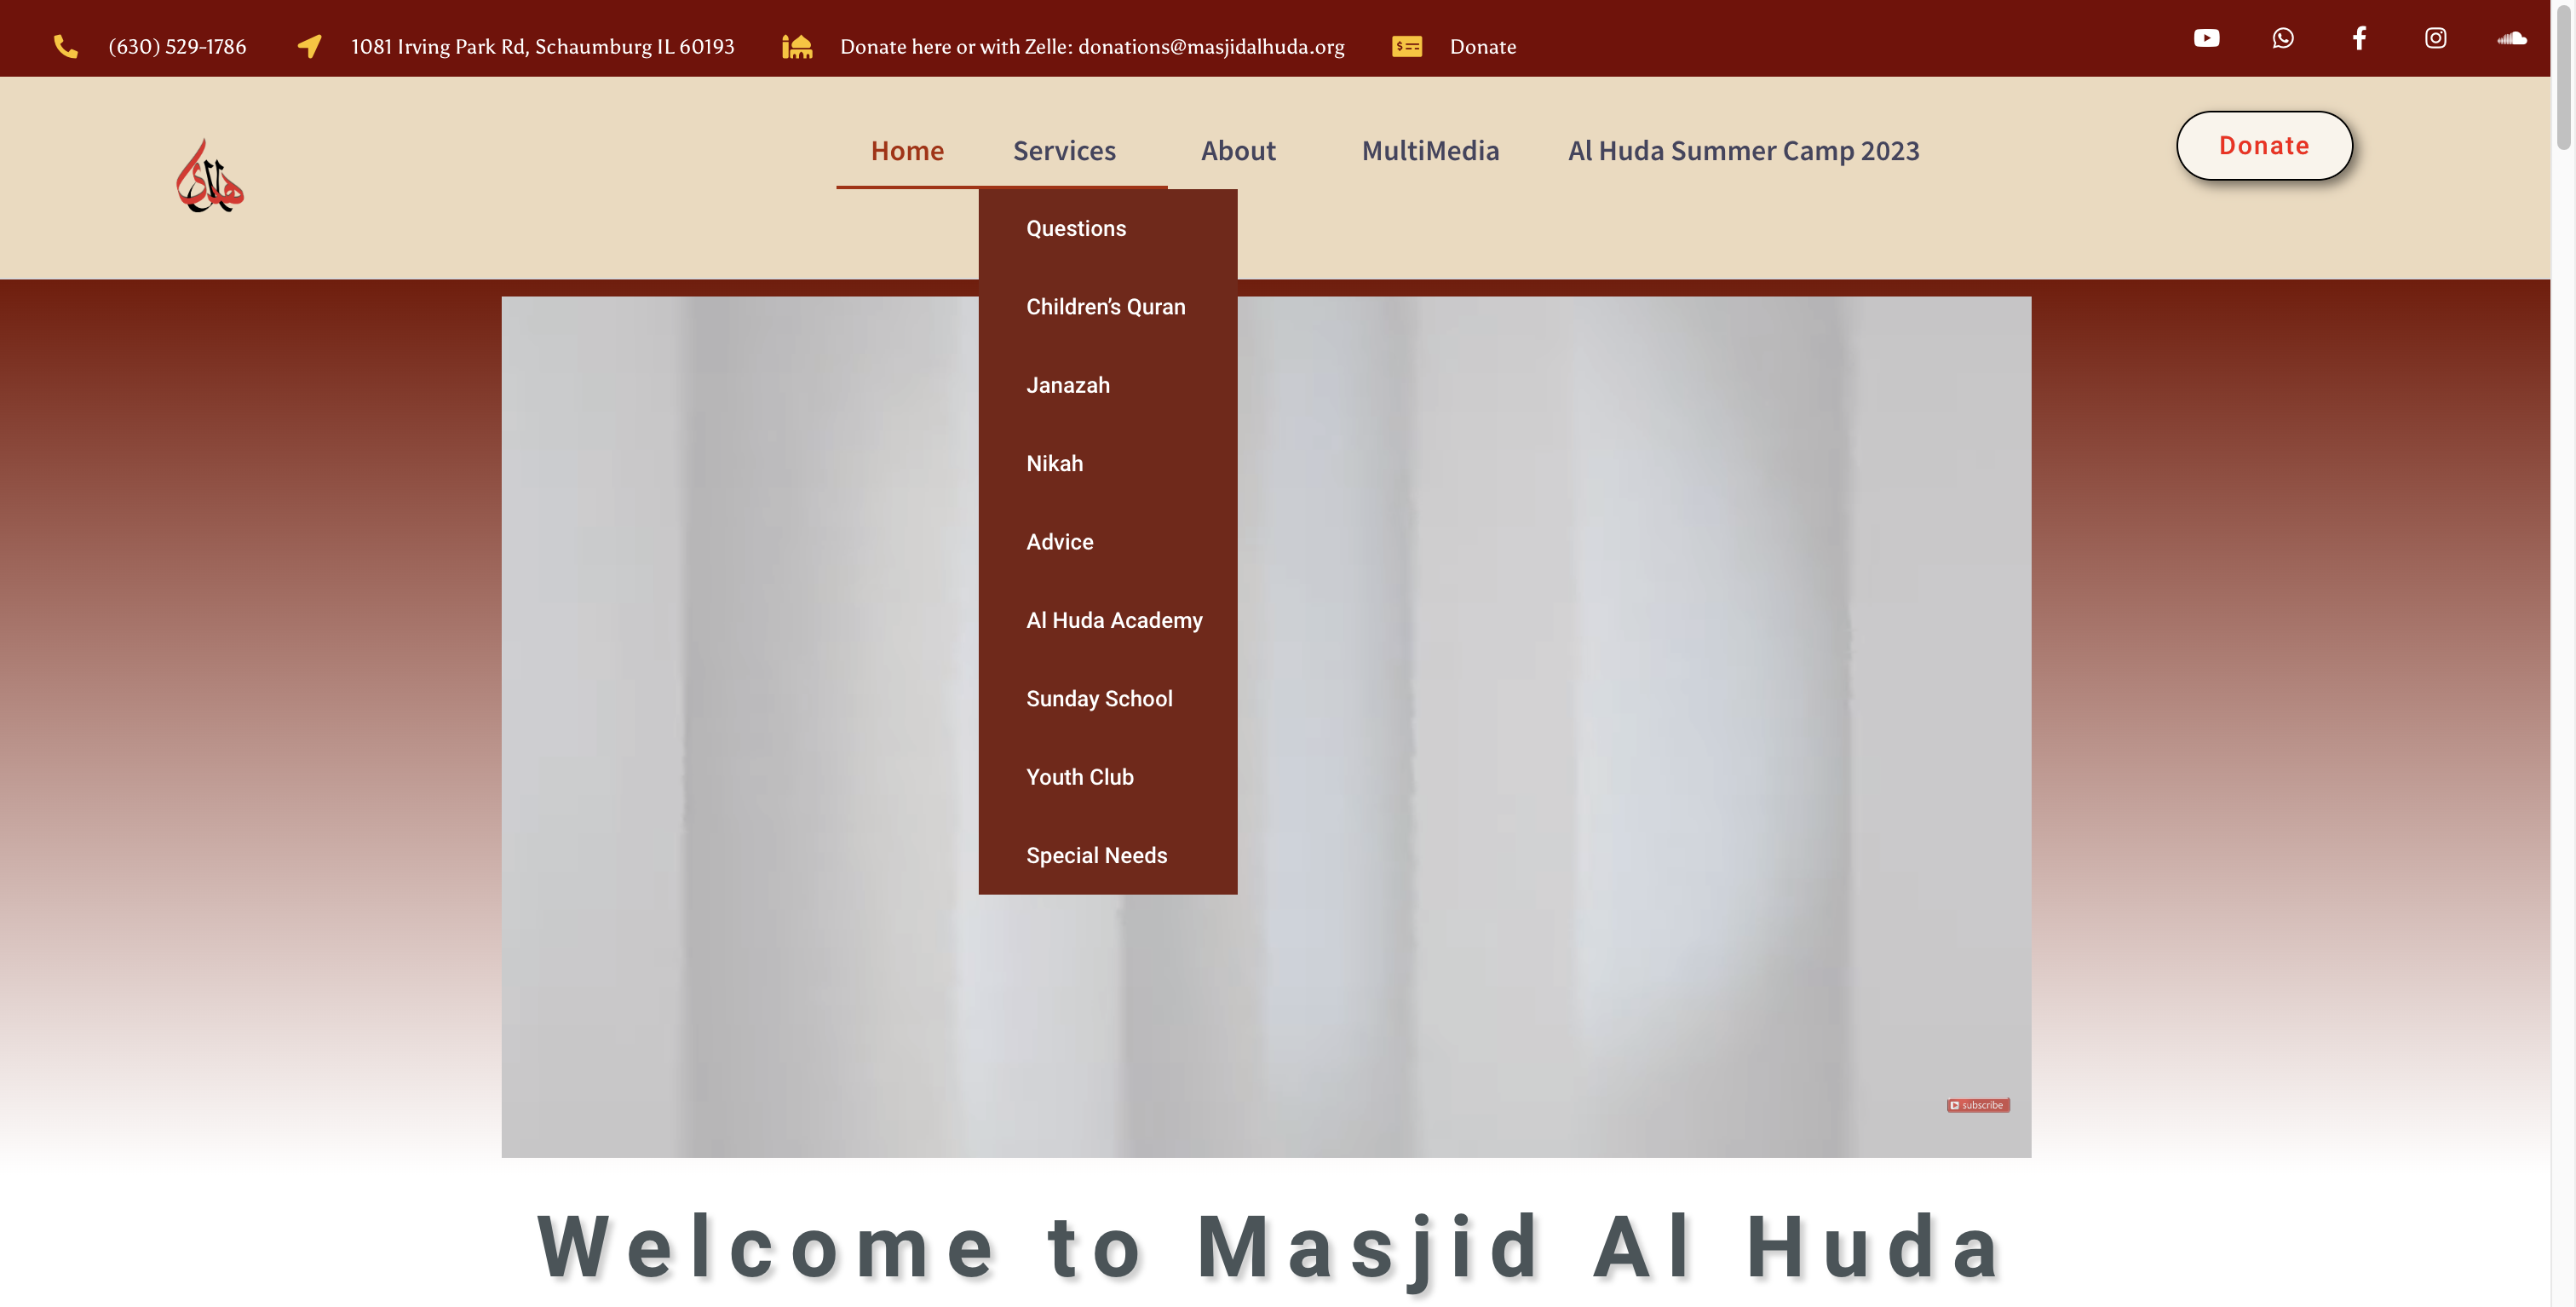 (630) 529-1786
1081 Irving Park Rd, Schaumburg IL 60193
Donate here or with Zelle: donations@masjidalhuda.org
Donate
الهدى
Home
Services
About
MultiMedia
Al Huda Summer Camp 2023
Donate
Questions
Children’s Quran
Janazah
Nikah
Advice
Al Huda Academy
Sunday School
Youth Club
Special Needs
subscribe
Welcome to Masjid Al Huda